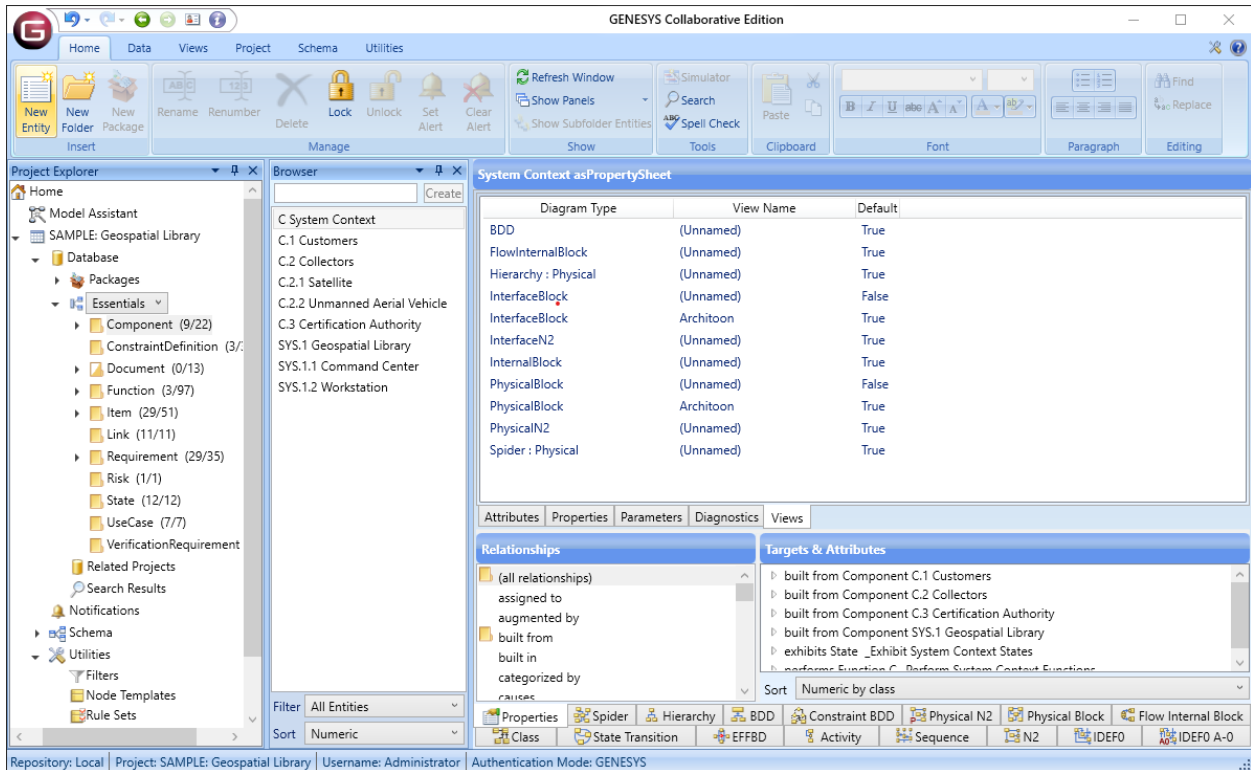 GENESYS Collaborative Edition
Home Data Views Project Schema Utilities
New Entity
New Folder
New Package
Insert
Rename Renumber Delete Lock Unlock Set Alert Clear Alert
Manage
Refresh Window
Show Panels
Show Subfolder Entities
Show
Simulator
Search
ABC Spell Check
Tools
Paste
Clipboard
B I U abc A A A ab
Font
Paragraph
Find
Replace
Editing
Project Explorer
Home
Model Assistant
SAMPLE: Geospatial Library
Database
Packages
Essentials
Component (9/22)
ConstraintDefinition (3/
Document (0/13)
Function (3/97)
Item (29/51)
Link (11/11)
Requirement (29/35)
Risk (1/1)
State (12/12)
UseCase (7/7)
VerificationRequirement
Related Projects
Search Results
Notifications
Schema
Utilities
Filters
Node Templates
Rule Sets
Browser
Create
C System Context
C.1 Customers
C.2 Collectors
C.2.1 Satellite
C.2.2 Unmanned Aerial Vehicle
C.3 Certification Authority
SYS.1 Geospatial Library
SYS.1.1 Command Center
SYS.1.2 Workstation
Filter All Entities
Sort Numeric
System Context asPropertySheet
Diagram Type View Name Default
BDD (Unnamed) True
FlowInternalBlock (Unnamed) True
Hierarchy : Physical (Unnamed) True
InterfaceBlock (Unnamed) False
InterfaceBlock Architoon True
InterfaceN2 (Unnamed) True
InternalBlock (Unnamed) True
PhysicalBlock (Unnamed) False
PhysicalBlock Architoon True
PhysicalN2 (Unnamed) True
Spider : Physical (Unnamed) True
Attributes Properties Parameters Diagnostics Views
Relationships
(all relationships)
assigned to
augmented by
built from
built in
categorized by
causes
Targets & Attributes
built from Component C.1 Customers
built from Component C.2 Collectors
built from Component C.3 Certification Authority
built from Component SYS.1 Geospatial Library
exhibits State _Exhibit System Context States
performs Function C_Perform System Context Functions
Sort Numeric by class
Properties Spider Hierarchy BDD Constraint BDD Physical N2 Physical Block Flow Internal Block
Class State Transition EFFBD Activity Sequence N2 IDEF0 IDEF0 A-0
Repository: Local Project: SAMPLE: Geospatial Library Username: Administrator Authentication Mode: GENESYS